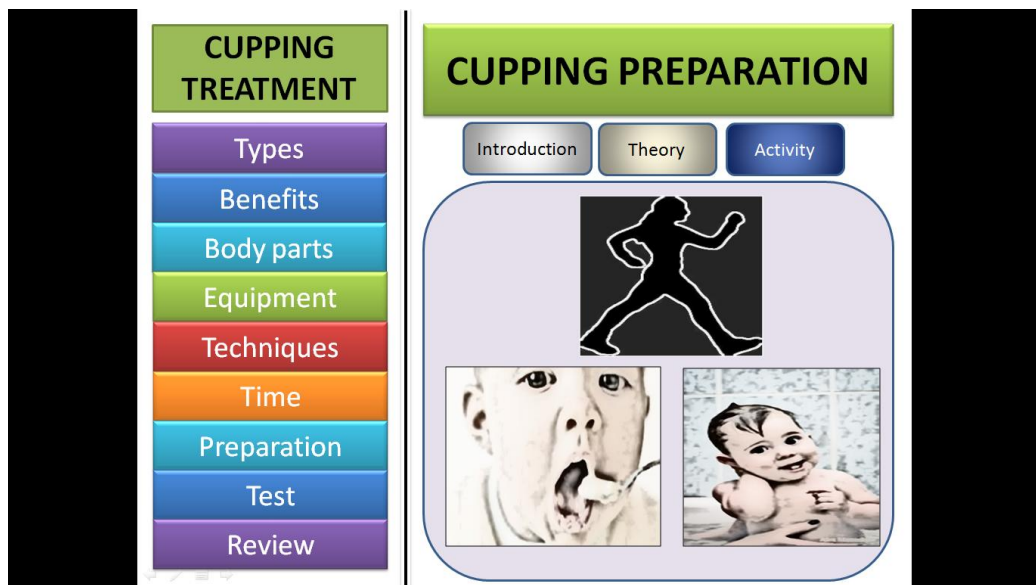 CUPPING
TREATMENT
Types
Benefits
Body parts
Equipment
Techniques
Time
Preparation
Test
Review
CUPPING PREPARATION
Introduction
Theory
Activity